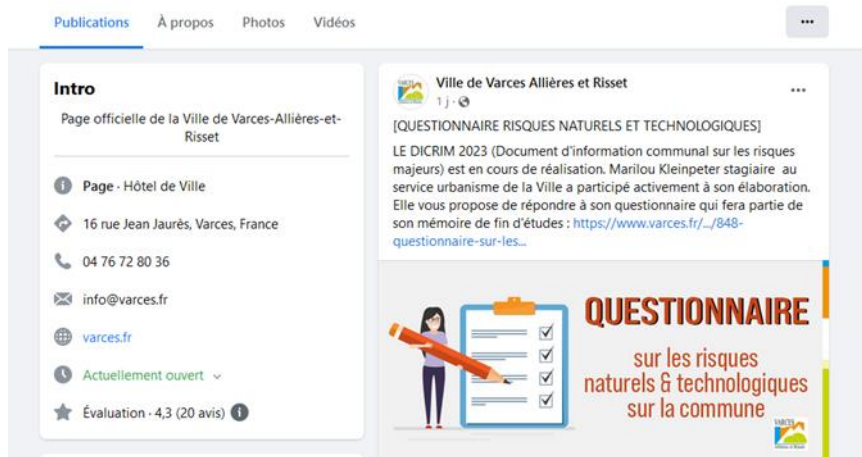 Publications À propos Photos Vidéos
Intro
Page officielle de la Ville de Varces-Allières-et-
Risset
Page · Hôtel de Ville
16 rue Jean Jaurès, Varces, France
04 76 72 80 36
info@varces.fr
varces.fr
Actuellement ouvert
Évaluation · 4,3 (20 avis)
Ville de Varces Allières et Risset
1 j ·
[QUESTIONNAIRE RISQUES NATURELS ET TECHNOLOGIQUES]
LE DICRIM 2023 (Document d'information communal sur les risques
majeurs) est en cours de réalisation. Marilou Kleinpeter stagiaire au
service urbanisme de la Ville a participé activement à son élaboration.
Elle vous propose de répondre à son questionnaire qui fera partie de
son mémoire de fin d'études : https://www.varces.fr/.../848-
questionnaire-sur-les...
QUESTIONNAIRE
sur les risques
naturels & technologiques
sur la commune
VARCES